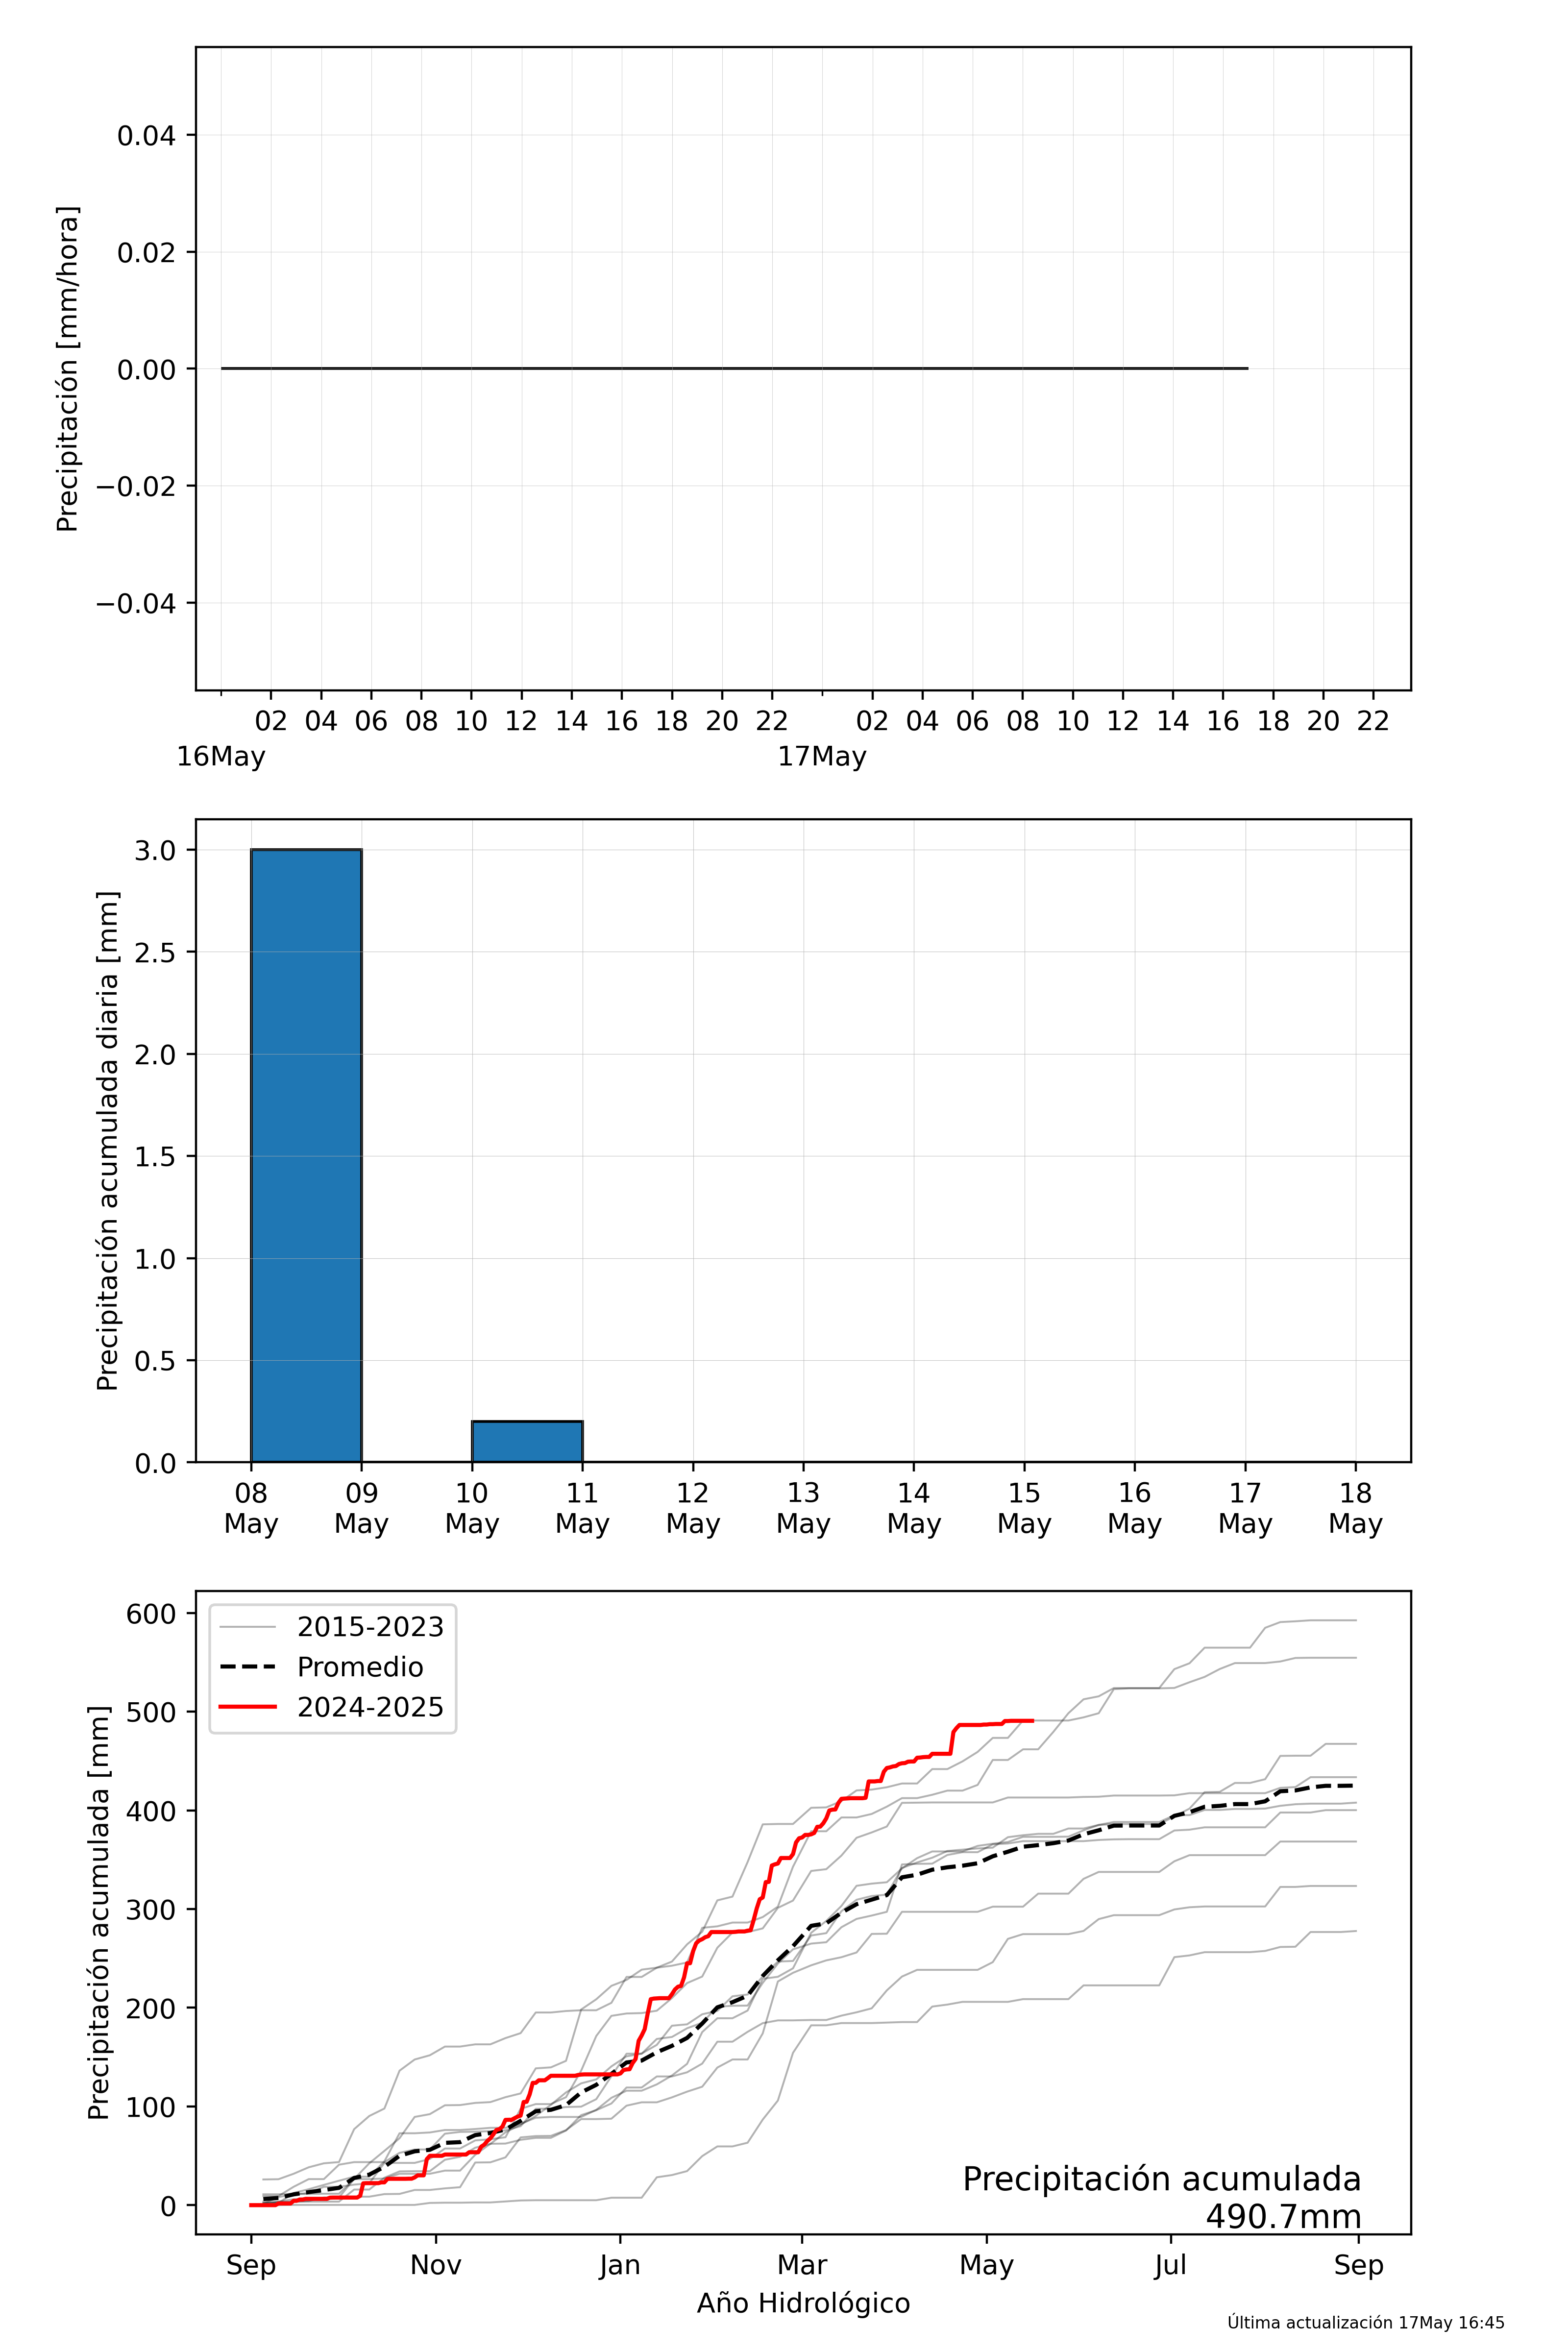 0.04
0.02
0.00
−0.02
−0.04
Precipitación [mm/hora]
02 04 06 08 10 12 14 16 18 20 22 02 04 06 08 10 12 14 16 18 20 22
16May 17May
3.0
2.5
2.0
1.5
1.0
0.5
0.0
Precipitación acumulada diaria [mm]
08 09 10 11 12 13 14 15 16 17 18
May May May May May May May May May May May
600
500
400
300
200
100
0
Precipitación acumulada [mm]
2015-2023
Promedio
2024-2025
Precipitación acumulada
490.7mm
Sep Nov Jan Mar May Jul Sep
Año Hidrológico
Última actualización 17May 16:45